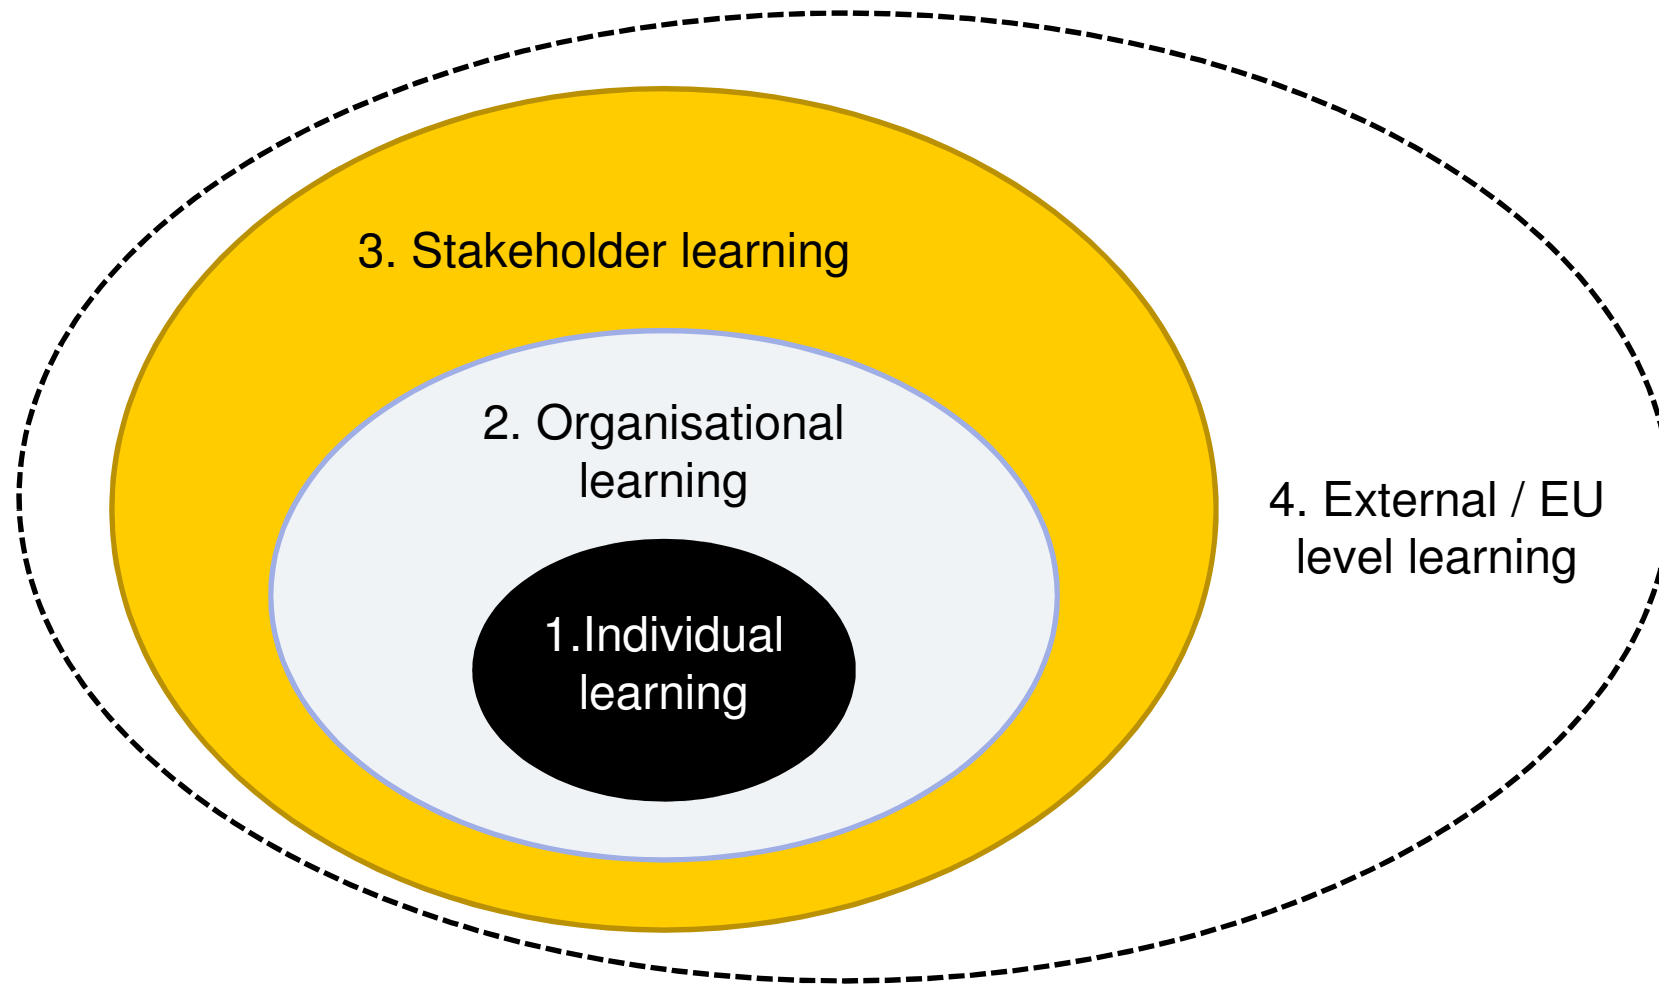 3. Stakeholder learning
2. Organisational
learning
4. External / EU
level learning
1.Individual
learning